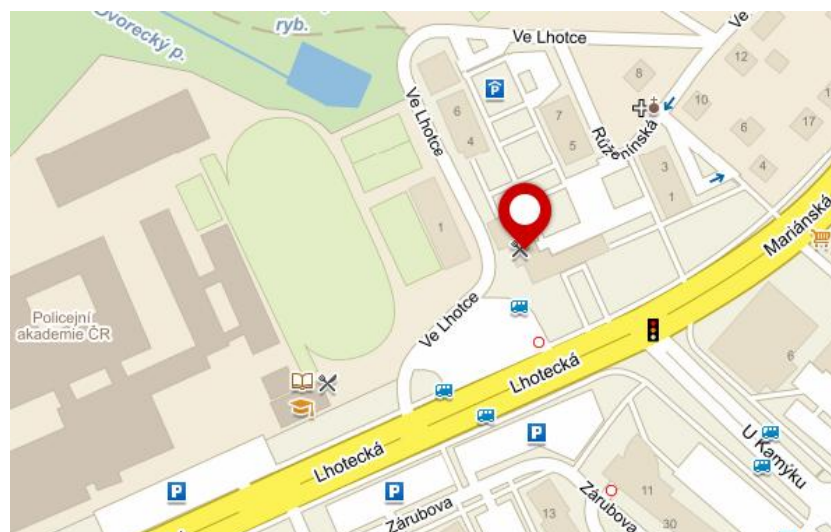 Dvorecký p.
ryb.
Ve Lhotce
Ve
12
8
10
6
17
4
Růženínská
3
1
7
5
6
4
P
Ve Lhotce
1
Mariánská
Policejní
akademie ČR
Ve Lhotce
Lhotecká
6
U Kamýku
P
Lhotecká
P
P
Zárubova
13
Zárubova
11
30